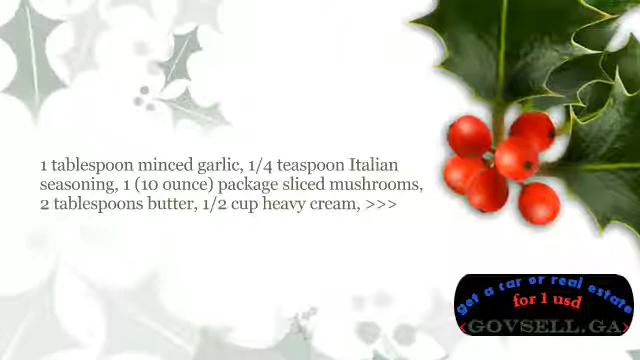 1 tablespoon minced garlic, 1/4 teaspoon Italian
seasoning, 1 (10 ounce) package sliced mushrooms,
2 tablespoons butter, 1/2 cup heavy cream, >>>
get a car or real estate
for 1 usd
<GOVSELL.GA>